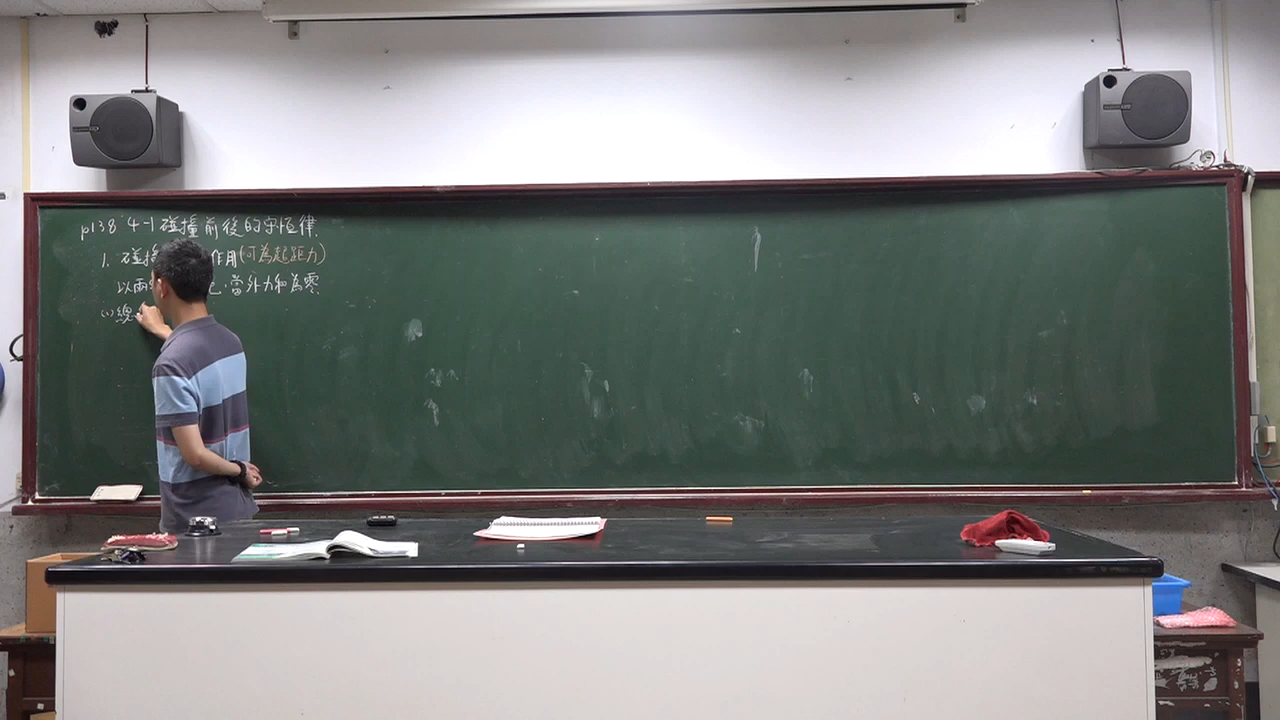 p138 4-1 碰撞前後的守恆律
1. 碰撞 作用(可為超距力)
以兩 當外力和為零
(1) 總